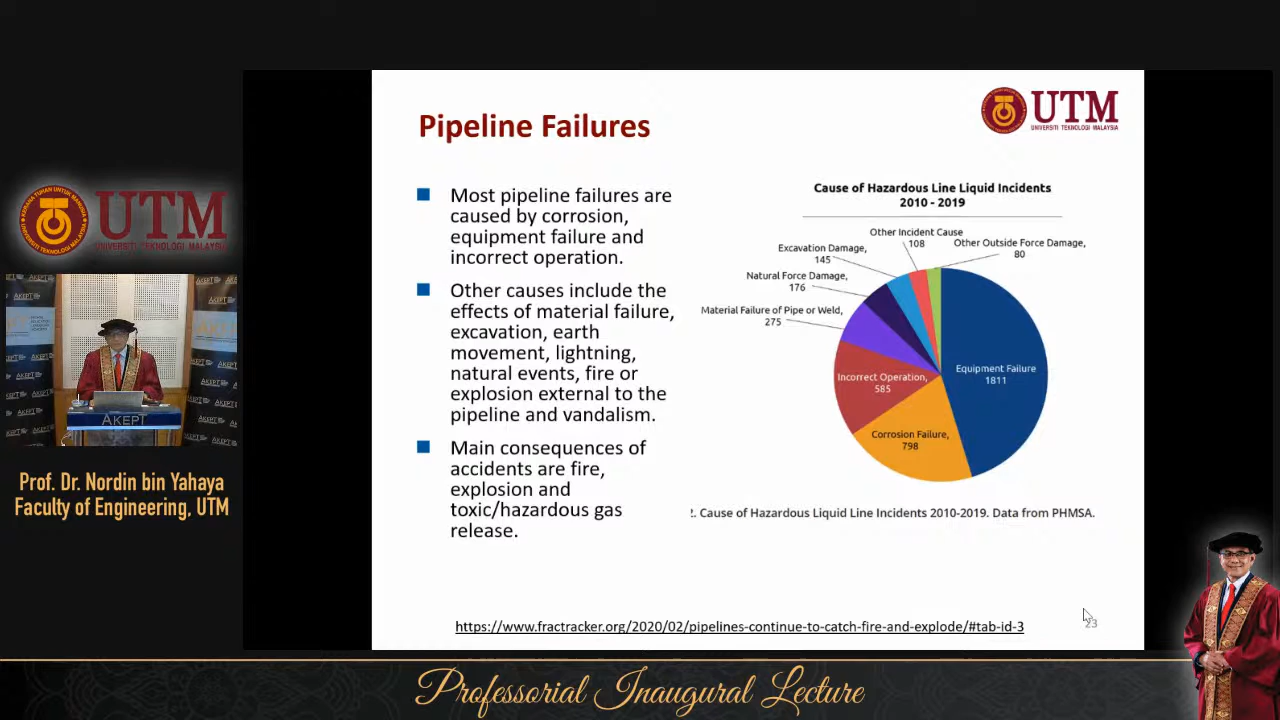 Pipeline Failures
UTM
UNIVERSITI TEKNOLOGI MALAYSIA
Most pipeline failures are
caused by corrosion,
equipment failure and
incorrect operation.
Other causes include the
effects of material failure,
excavation, earth
movement, lightning,
natural events, fire or
explosion external to the
pipeline and vandalism.
Main consequences of
accidents are fire,
explosion and
toxic/hazardous gas
release.
Cause of Hazardous Line Liquid Incidents
2010 - 2019
Other Incident Cause
108
Other Outside Force Damage,
80
Excavation Damage,
145
Natural Force Damage,
176
Material Failure of Pipe or Weld,
275
Equipment Failure
1811
Incorrect Operation,
585
Corrosion Failure,
798
2. Cause of Hazardous Liquid Line Incidents 2010-2019. Data from PHMSA.
https://www.fractracker.org/2020/02/pipelines-continue-to-catch-fire-and-explode/#tab-id-3
23
UTM
UNIVERSITI TEKNOLOGI MALAYSIA
AKEPT
Prof. Dr. Nordin bin Yahaya
Faculty of Engineering, UTM
Professorial Inaugural Lecture